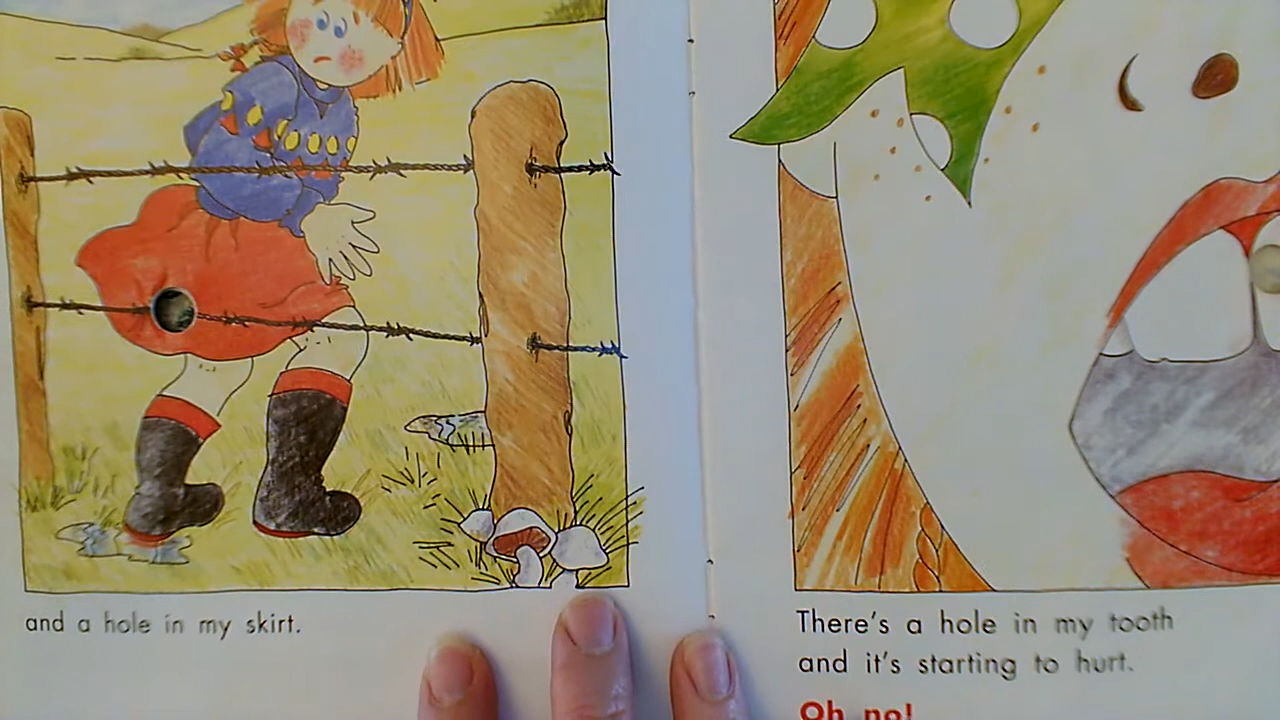 and a hole in my skirt.
There's a hole in my tooth
and it's starting to hurt.
Oh no!